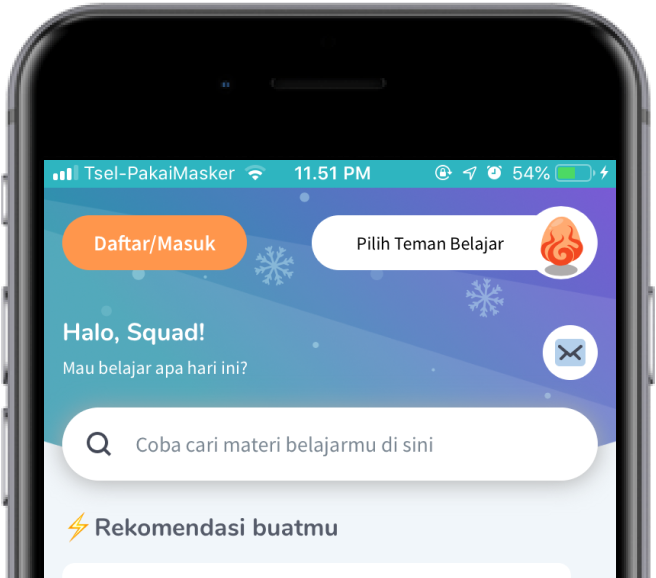 Tsel-PakaiMasker 11.51 PM 54%
Daftar/Masuk Pilih Teman Belajar
Halo, Squad!
Mau belajar apa hari ini?
Coba cari materi belajarmu di sini
Rekomendasi buatmu